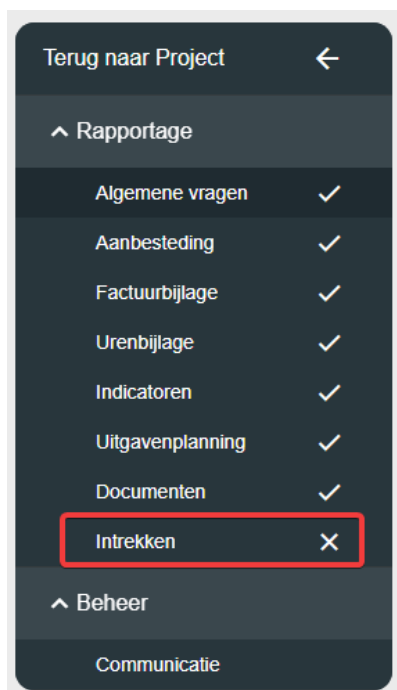 Terug naar Project
Rapportage
Algemene vragen
Aanbesteding
Factuurbijlage
Urenbijlage
Indicatoren
Uitgavenplanning
Documenten
Intrekken
Beheer
Communicatie